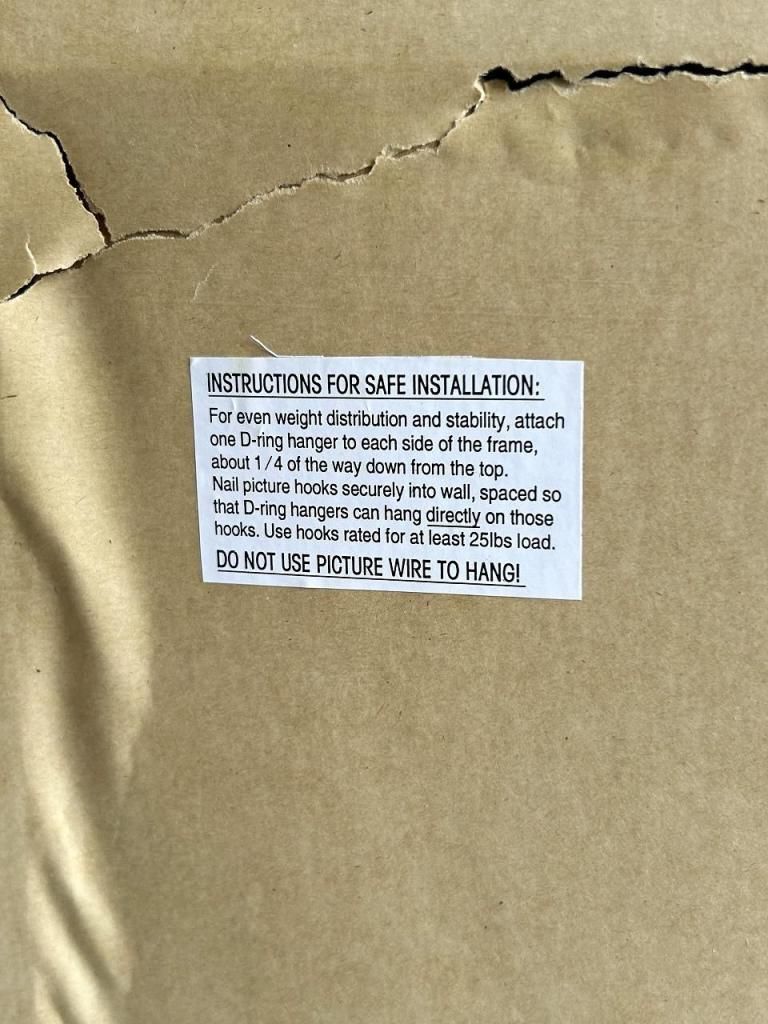 INSTRUCTIONS FOR SAFE INSTALLATION:
For even weight distribution and stability, attach
one D-ring hanger to each side of the frame,
about 1/4 of the way down from the top.
Nail picture hooks securely into wall, spaced so
that D-ring hangers can hang directly on those
hooks. Use hooks rated for at least 25lbs load.
DO NOT USE PICTURE WIRE TO HANG!